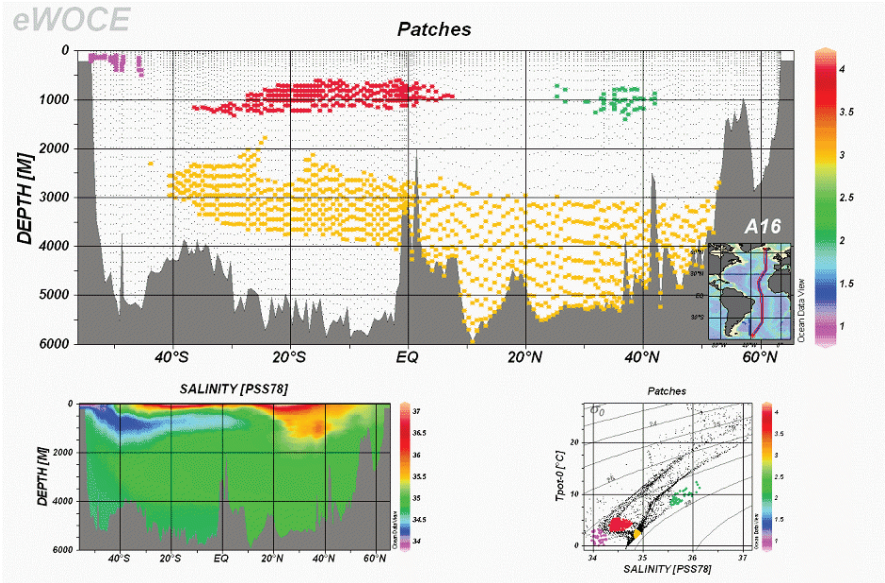 eWOCE
Patches
0
1000
2000
3000
4000
5000
6000
DEPTH [M]
40°S
20°S
EQ
20°N
40°N
60°N
A16
Ocean Data View
4
3.5
3
2.5
2
1.5
1
SALINITY [PSS78]
0
2000
4000
6000
DEPTH [M]
40°S
20°S
EQ
20°N
40°N
60°N
37
36.5
36
35.5
35
34.5
34
Patches
σ0
20
10
0
Tpot-0 [°C]
34
35
36
37
SALINITY [PSS78]
4
3.5
3
2.5
2
1.5
1